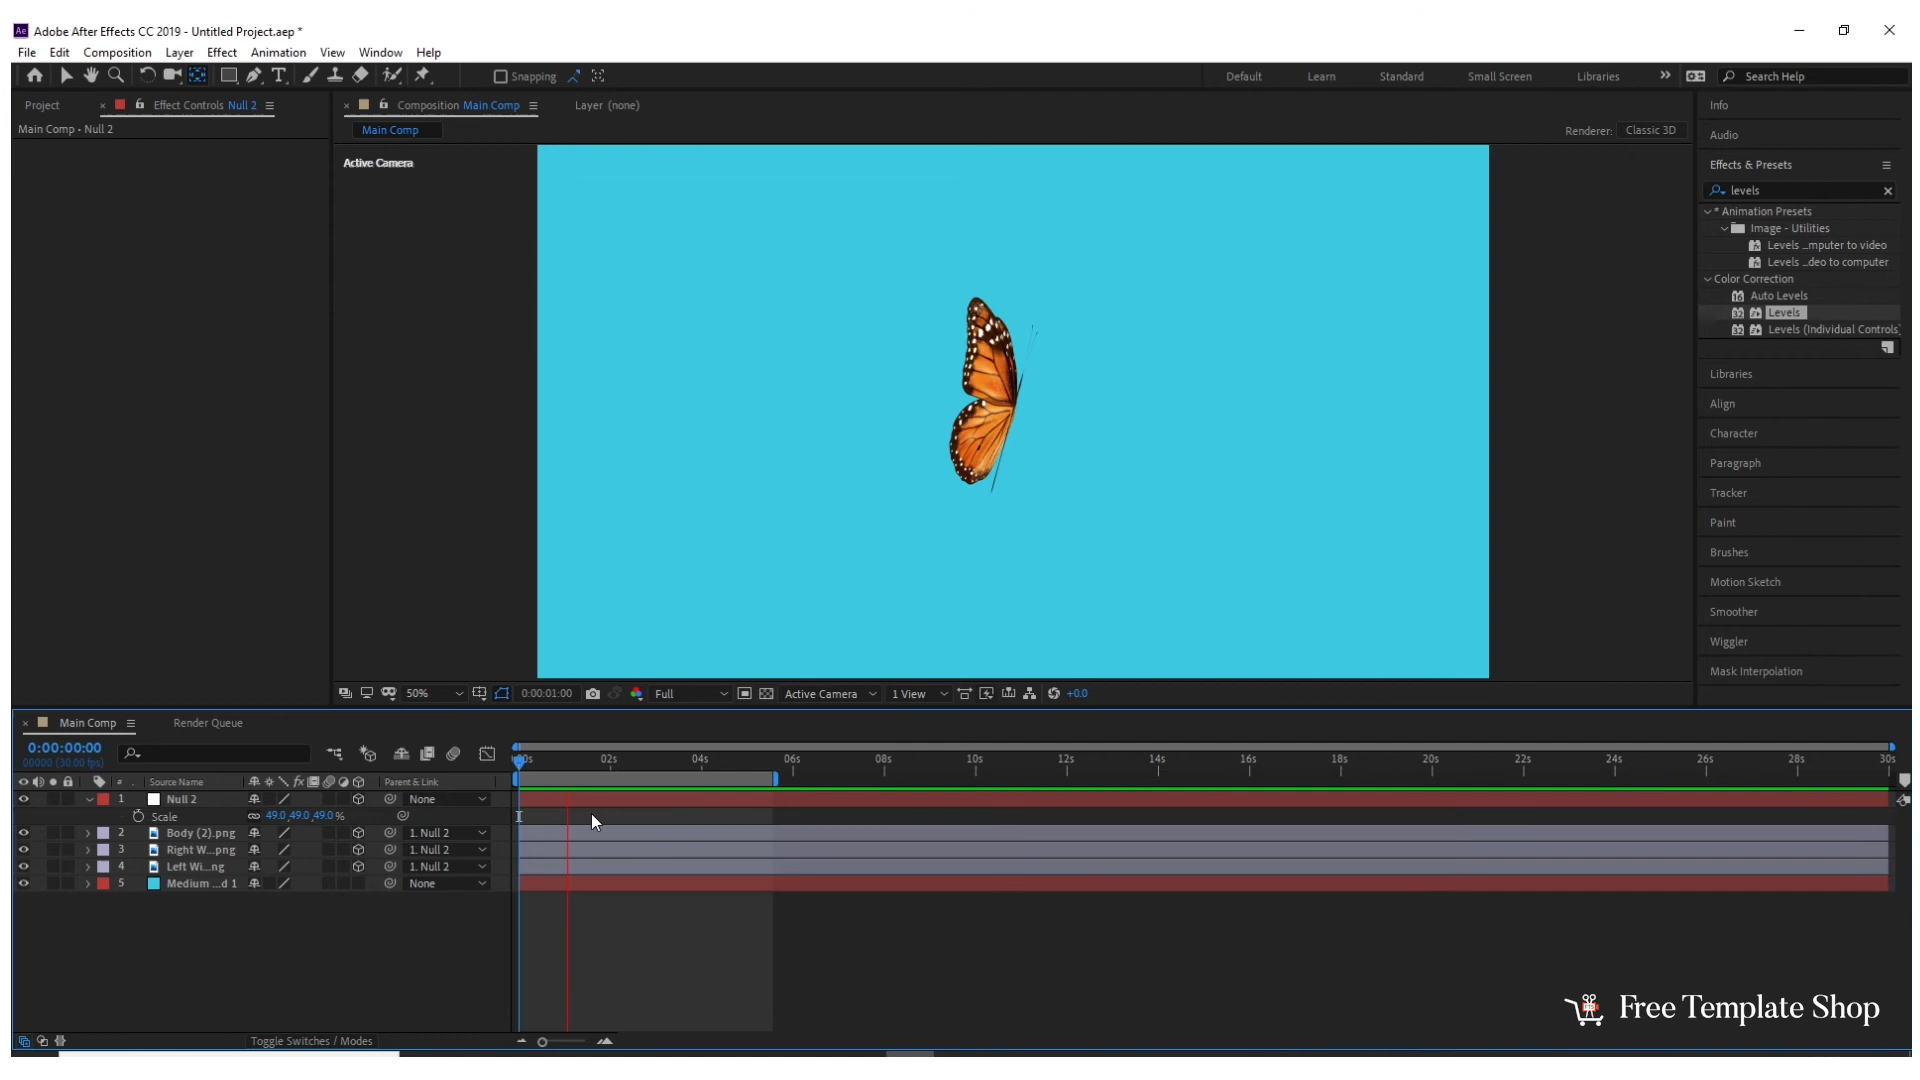 Ae Adobe After Effects CC 2019 - Untitled Project.aep *
File Edit Composition Layer Effect Animation View Window Help
Snapping Default Learn Standard Small Screen Libraries » Search Help
Project × Effect Controls Null 2 × Composition Main Comp Layer (none) Info
Main Comp • Null 2 Main Comp Renderer: Classic 3D Audio
Active Camera
Effects & Presets
levels ×
* Animation Presets
Image - Utilities
Levels ...mputer to video
Levels ...deo to computer
Color Correction
16 Auto Levels
32 Levels
32 Levels (Individual Controls)
Libraries
Align
Character
Paragraph
Tracker
Paint
Brushes
Motion Sketch
Smoother
Wiggler
Mask Interpolation
50% 0:00:01:00 Full Active Camera 1 View +0.0
× Main Comp Render Queue
0:00:00:00
00000 (30.00 fps)
:00s 02s 04s 06s 08s 10s 12s 14s 16s 18s 20s 22s 24s 26s 28s 30s
# Source Name fx Parent & Link
1 Null 2 None
Scale 49.0,49.0,49.0%
2 Body (2).png 1. Null 2
3 Right W...png 1. Null 2
4 Left Wi...ng 1. Null 2
5 Medium ...d 1 None
Free Template Shop
Toggle Switches / Modes